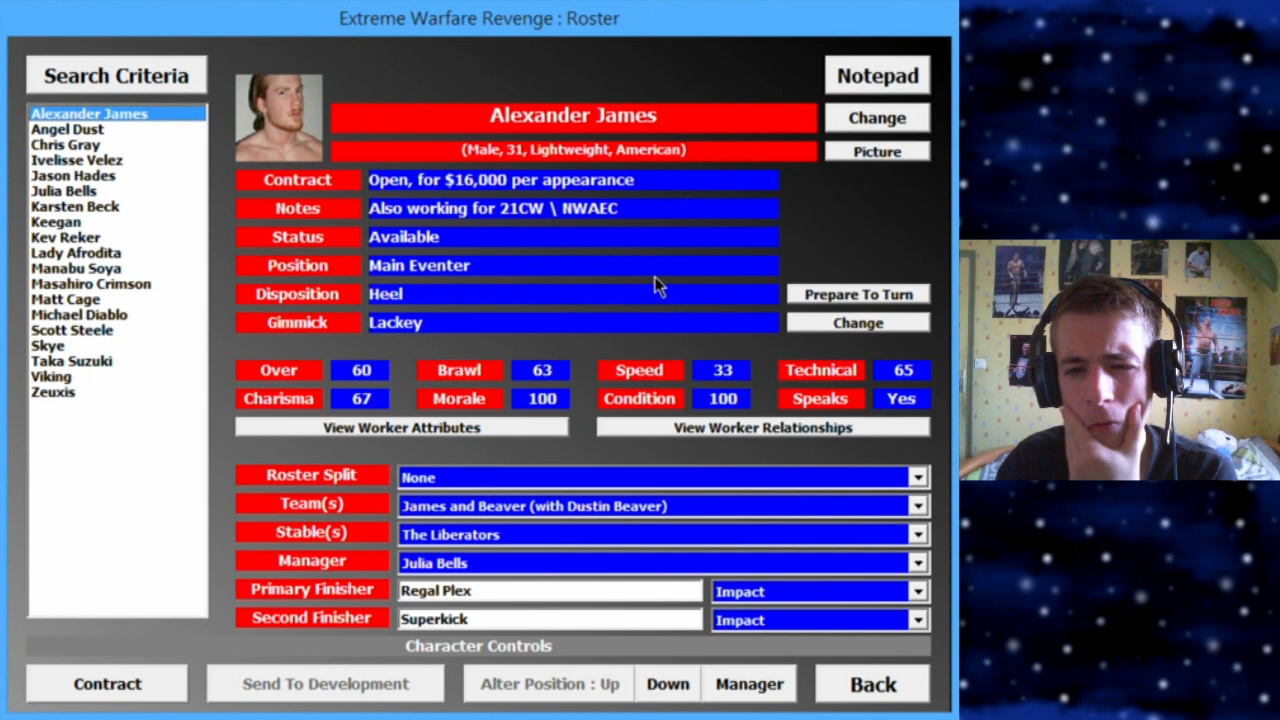 Extreme Warfare Revenge : Roster
Search Criteria
Notepad
Alexander James
Angel Dust
Chris Gray
Ivelisse Velez
Jason Hades
Julia Bells
Karsten Beck
Keegan
Kev Reker
Lady Afrodita
Manabu Soya
Masahiro Crimson
Matt Cage
Michael Diablo
Scott Steele
Skye
Taka Suzuki
Viking
Zeuxis
Alexander James
Change
(Male, 31, Lightweight, American)
Picture
Contract Open, for $16,000 per appearance
Notes Also working for 21CW \ NWAEC
Status Available
Position Main Eventer
Disposition Heel Prepare To Turn
Gimmick Lackey Change
Over 60 Brawl 63 Speed 33 Technical 65
Charisma 67 Morale 100 Condition 100 Speaks Yes
View Worker Attributes View Worker Relationships
Roster Split None
Team(s) James and Beaver (with Dustin Beaver)
Stable(s) The Liberators
Manager Julia Bells
Primary Finisher Regal Plex Impact
Second Finisher Superkick Impact
Character Controls
Contract Send To Development Alter Position : Up Down Manager Back